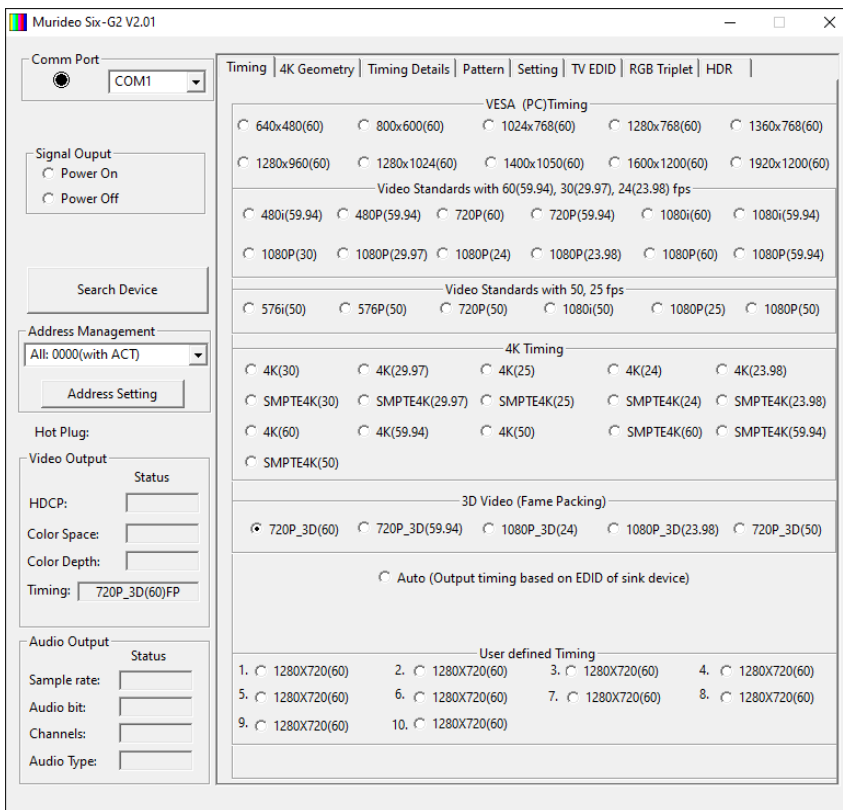 Murideo Six-G2 V2.01
Comm Port
COM1
Signal Ouput
Power On
Power Off
Search Device
Address Management
All: 0000(with ACT)
Address Setting
Hot Plug:
Video Output
Status
HDCP:
Color Space:
Color Depth:
Timing: 720P_3D(60)FP
Audio Output
Status
Sample rate:
Audio bit:
Channels:
Audio Type:
Timing 4K Geometry Timing Details Pattern Setting TV EDID RGB Triplet HDR
VESA (PC)Timing
640x480(60) 800x600(60) 1024x768(60) 1280x768(60) 1360x768(60)
1280x960(60) 1280x1024(60) 1400x1050(60) 1600x1200(60) 1920x1200(60)
Video Standards with 60(59.94), 30(29.97), 24(23.98) fps
480i(59.94) 480P(59.94) 720P(60) 720P(59.94) 1080i(60) 1080i(59.94)
1080P(30) 1080P(29.97) 1080P(24) 1080P(23.98) 1080P(60) 1080P(59.94)
Video Standards with 50, 25 fps
576i(50) 576P(50) 720P(50) 1080i(50) 1080P(25) 1080P(50)
4K Timing
4K(30) 4K(29.97) 4K(25) 4K(24) 4K(23.98)
SMPTE4K(30) SMPTE4K(29.97) SMPTE4K(25) SMPTE4K(24) SMPTE4K(23.98)
4K(60) 4K(59.94) 4K(50) SMPTE4K(60) SMPTE4K(59.94)
SMPTE4K(50)
3D Video (Fame Packing)
720P_3D(60) 720P_3D(59.94) 1080P_3D(24) 1080P_3D(23.98) 720P_3D(50)
Auto (Output timing based on EDID of sink device)
User defined Timing
1. 1280X720(60) 2. 1280X720(60) 3. 1280X720(60) 4. 1280X720(60)
5. 1280X720(60) 6. 1280X720(60) 7. 1280X720(60) 8. 1280X720(60)
9. 1280X720(60) 10. 1280X720(60)